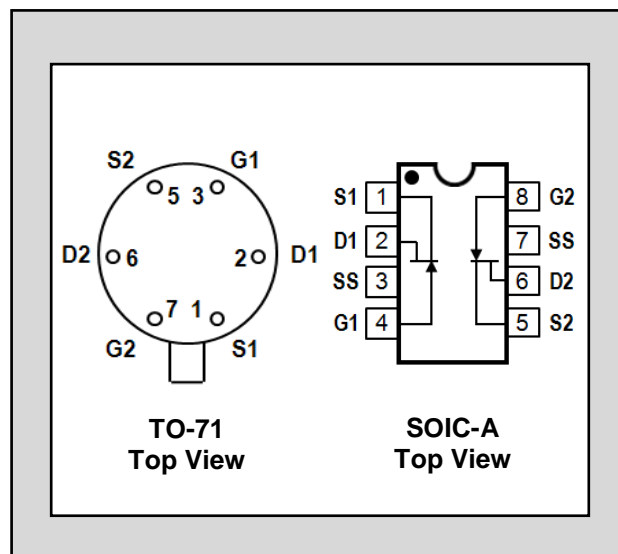 S2 G1
5 3
D2 6 2 D1
7 1
G2 S1
TO-71
Top View
S1 1 8 G2
D1 2 7 SS
SS 3 6 D2
G1 4 5 S2
SOIC-A
Top View